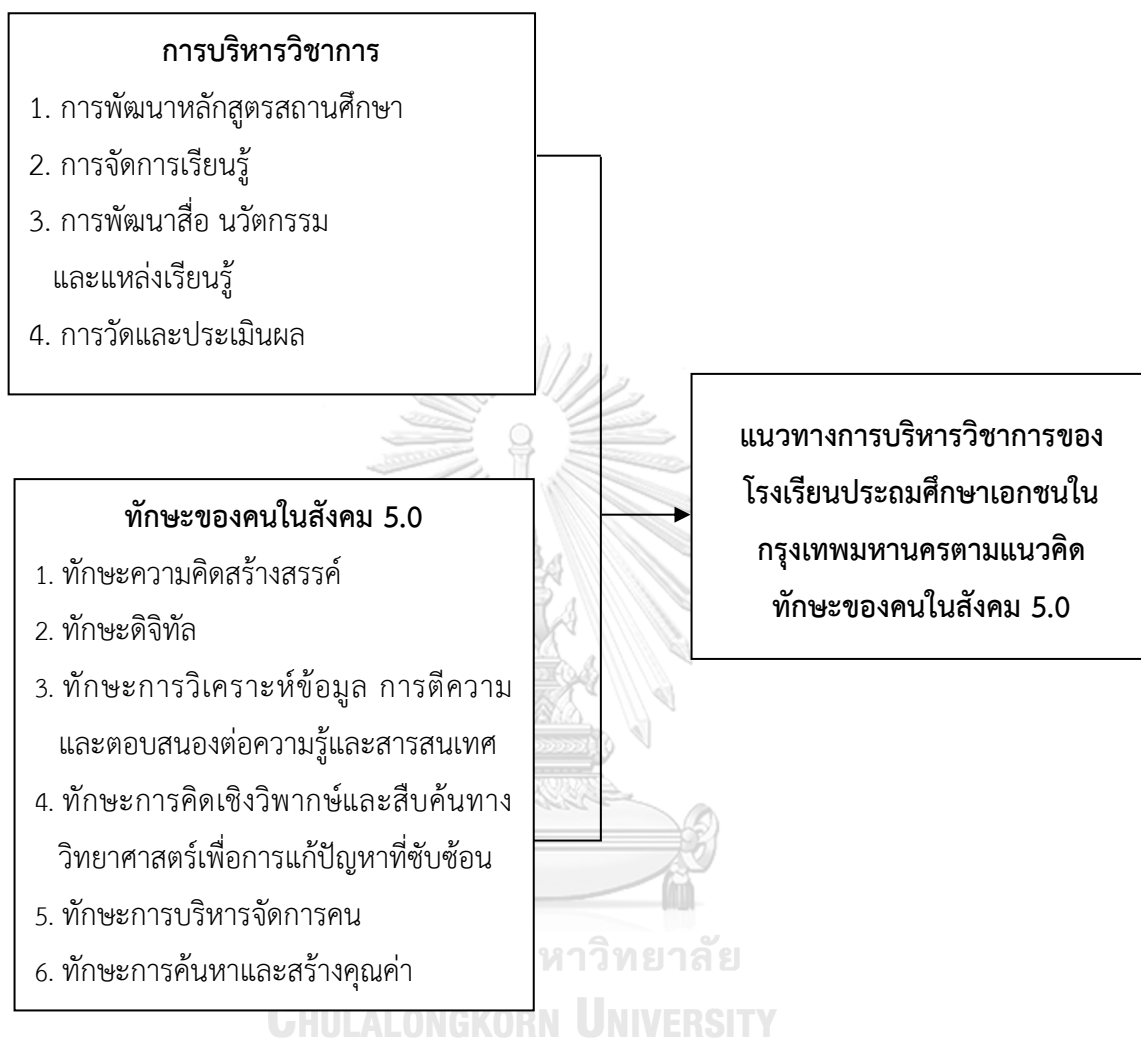 การบริหารวิชาการ
1. การพัฒนาหลักสูตรสถานศึกษา
2. การจัดการเรียนรู้
3. การพัฒนาสื่อ นวัตกรรม
และแหล่งเรียนรู้
4. การวัดและประเมินผล
ทักษะของคนในสังคม 5.0
1. ทักษะความคิดสร้างสรรค์
2. ทักษะดิจิทัล
3. ทักษะการวิเคราะห์ข้อมูล การตีความ
และตอบสนองต่อความรู้และสารสนเทศ
4. ทักษะการคิดเชิงวิพากษ์และสืบค้นทาง
วิทยาศาสตร์เพื่อการแก้ปัญหาที่ซับซ้อน
5. ทักษะการบริหารจัดการคน
6. ทักษะการค้นหาและสร้างคุณค่า
แนวทางการบริหารวิชาการของ
โรงเรียนประถมศึกษาเอกชนใน
กรุงเทพมหานครตามแนวคิด
ทักษะของคนในสังคม 5.0
หาวิทยาลัย
CHULALONGKORN UNIVERSITY